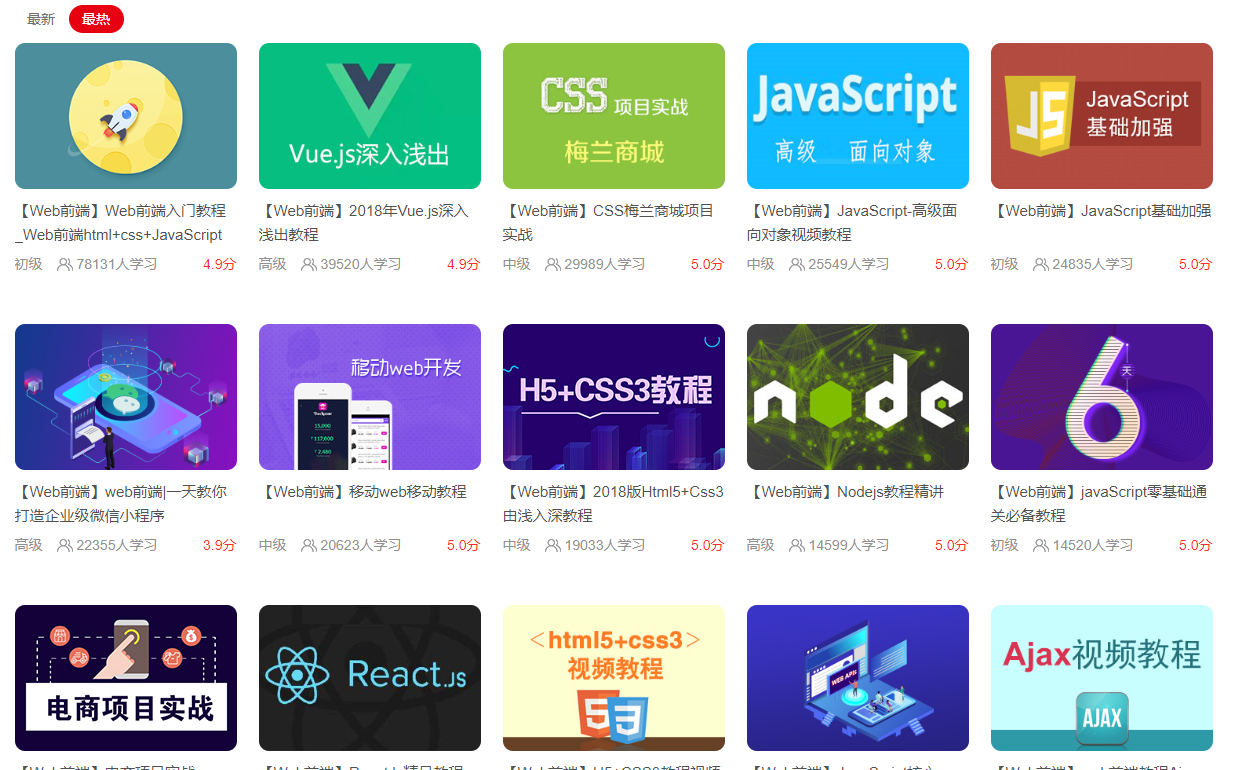 最新 最热
Vue.js深入浅出
CSS 项目实战
梅兰商城
JavaScript
高级 面向对象
JS
JavaScript
基础加强
【Web前端】Web前端入门教程
_Web前端html+css+JavaScript
初级 78131人学习 4.9分
【Web前端】2018年Vue.js深入
浅出教程
高级 39520人学习 4.9分
【Web前端】CSS梅兰商城项目
实战
中级 29989人学习 5.0分
【Web前端】JavaScript-高级面
向对象视频教程
中级 25549人学习 5.0分
【Web前端】JavaScript基础加强
初级 24835人学习 5.0分
移动web开发
15,000
117,000
2,480
H5+CSS3教程
node
6
天
【Web前端】web前端|一天教你
打造企业级微信小程序
高级 22355人学习 3.9分
【Web前端】移动web移动教程
中级 20623人学习 5.0分
【Web前端】2018版Html5+Css3
由浅入深教程
中级 19033人学习 5.0分
【Web前端】Nodejs教程精讲
高级 14599人学习 5.0分
【Web前端】javaScript零基础通
关必备教程
初级 14520人学习 5.0分
电商项目实战
React.js
<html5+css3>
视频教程
5 3
WEB APIs
Ajax视频教程
AJAX